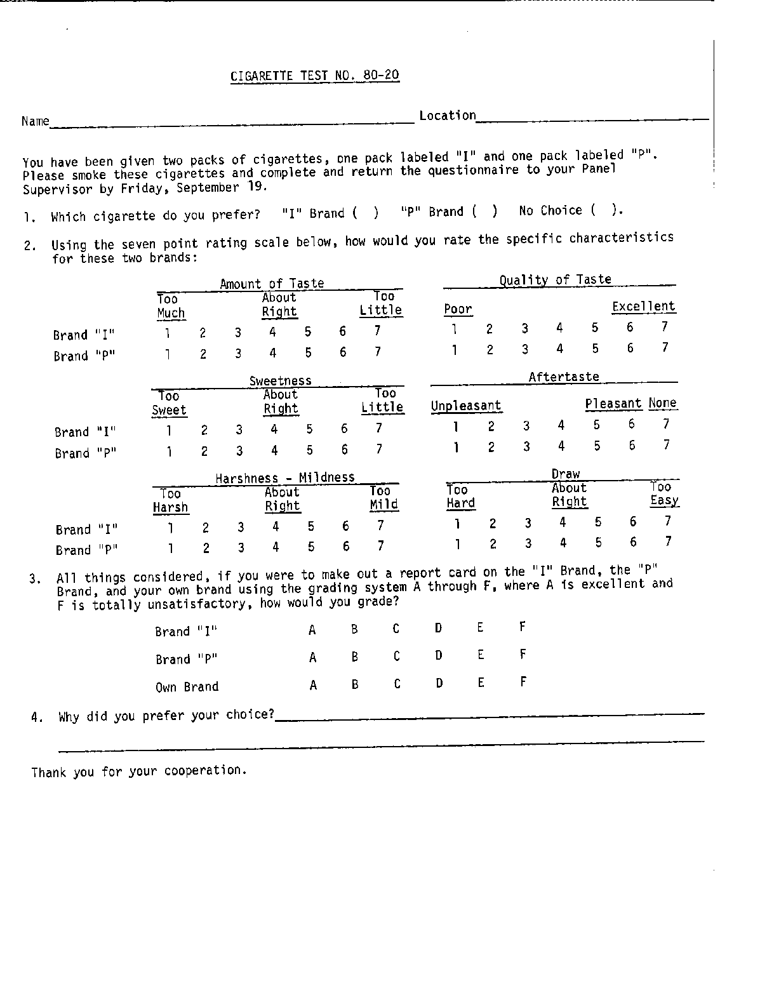 CIGARETTE TEST NO. 80-20
Name Location
You have been given two packs of cigarettes, one pack labeled "I" and one pack labeled "P".
Please smoke these cigarettes and complete and return the questionnaire to your Panel
Supervisor by Friday, September 19.
1. Which cigarette do you prefer? "I" Brand ( ) "P" Brand ( ) No Choice ( ).
2. Using the seven point rating scale below, how would you rate the specific characteristics
for these two brands:
Amount of Taste Quality of Taste
Too About Too
Much Right Little Poor Excellent
Brand "I" 1 2 3 4 5 6 7 1 2 3 4 5 6 7
Brand "P" 1 2 3 4 5 6 7 1 2 3 4 5 6 7
Sweetness Aftertaste
Too About Too
Sweet Right Little Unpleasant Pleasant None
Brand "I" 1 2 3 4 5 6 7 1 2 3 4 5 6 7
Brand "P" 1 2 3 4 5 6 7 1 2 3 4 5 6 7
Harshness - Mildness Draw
Too About Too Too About Too
Harsh Right Mild Hard Right Easy
Brand "I" 1 2 3 4 5 6 7 1 2 3 4 5 6 7
Brand "P" 1 2 3 4 5 6 7 1 2 3 4 5 6 7
3. All things considered, if you were to make out a report card on the "I" Brand, the "P"
Brand, and your own brand using the grading system A through F, where A is excellent and
F is totally unsatisfactory, how would you grade?
Brand "I" A B C D E F
Brand "P" A B C D E F
Own Brand A B C D E F
4. Why did you prefer your choice?
Thank you for your cooperation.